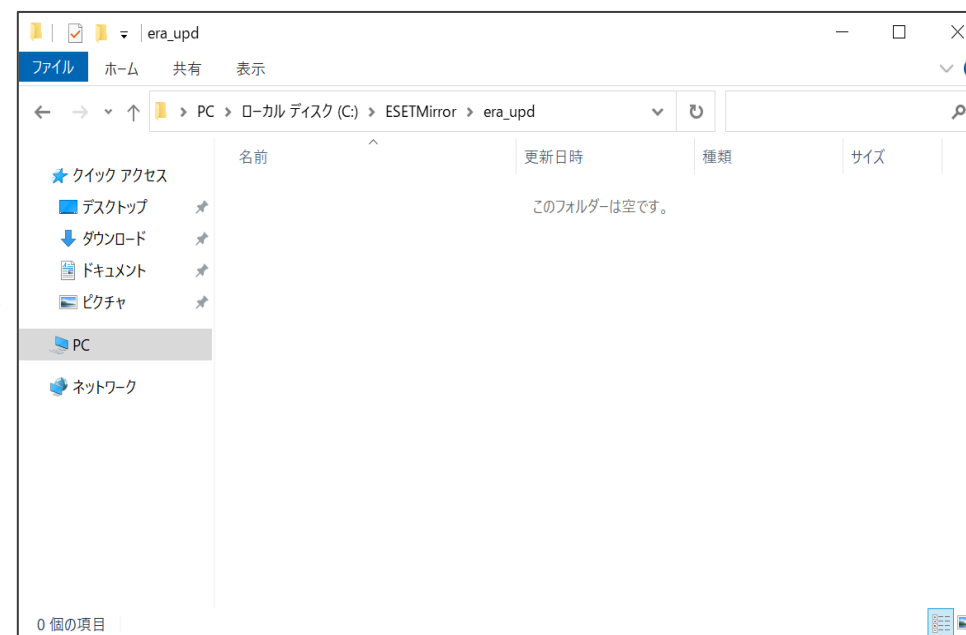 era_upd
ファイル ホーム 共有 表示
PC ローカル ディスク (C:) ESETMirror era_upd
名前 更新日時 種類 サイズ
このフォルダーは空です。
クイック アクセス
デスクトップ
ダウンロード
ドキュメント
ピクチャ
PC
ネットワーク
0 個の項目